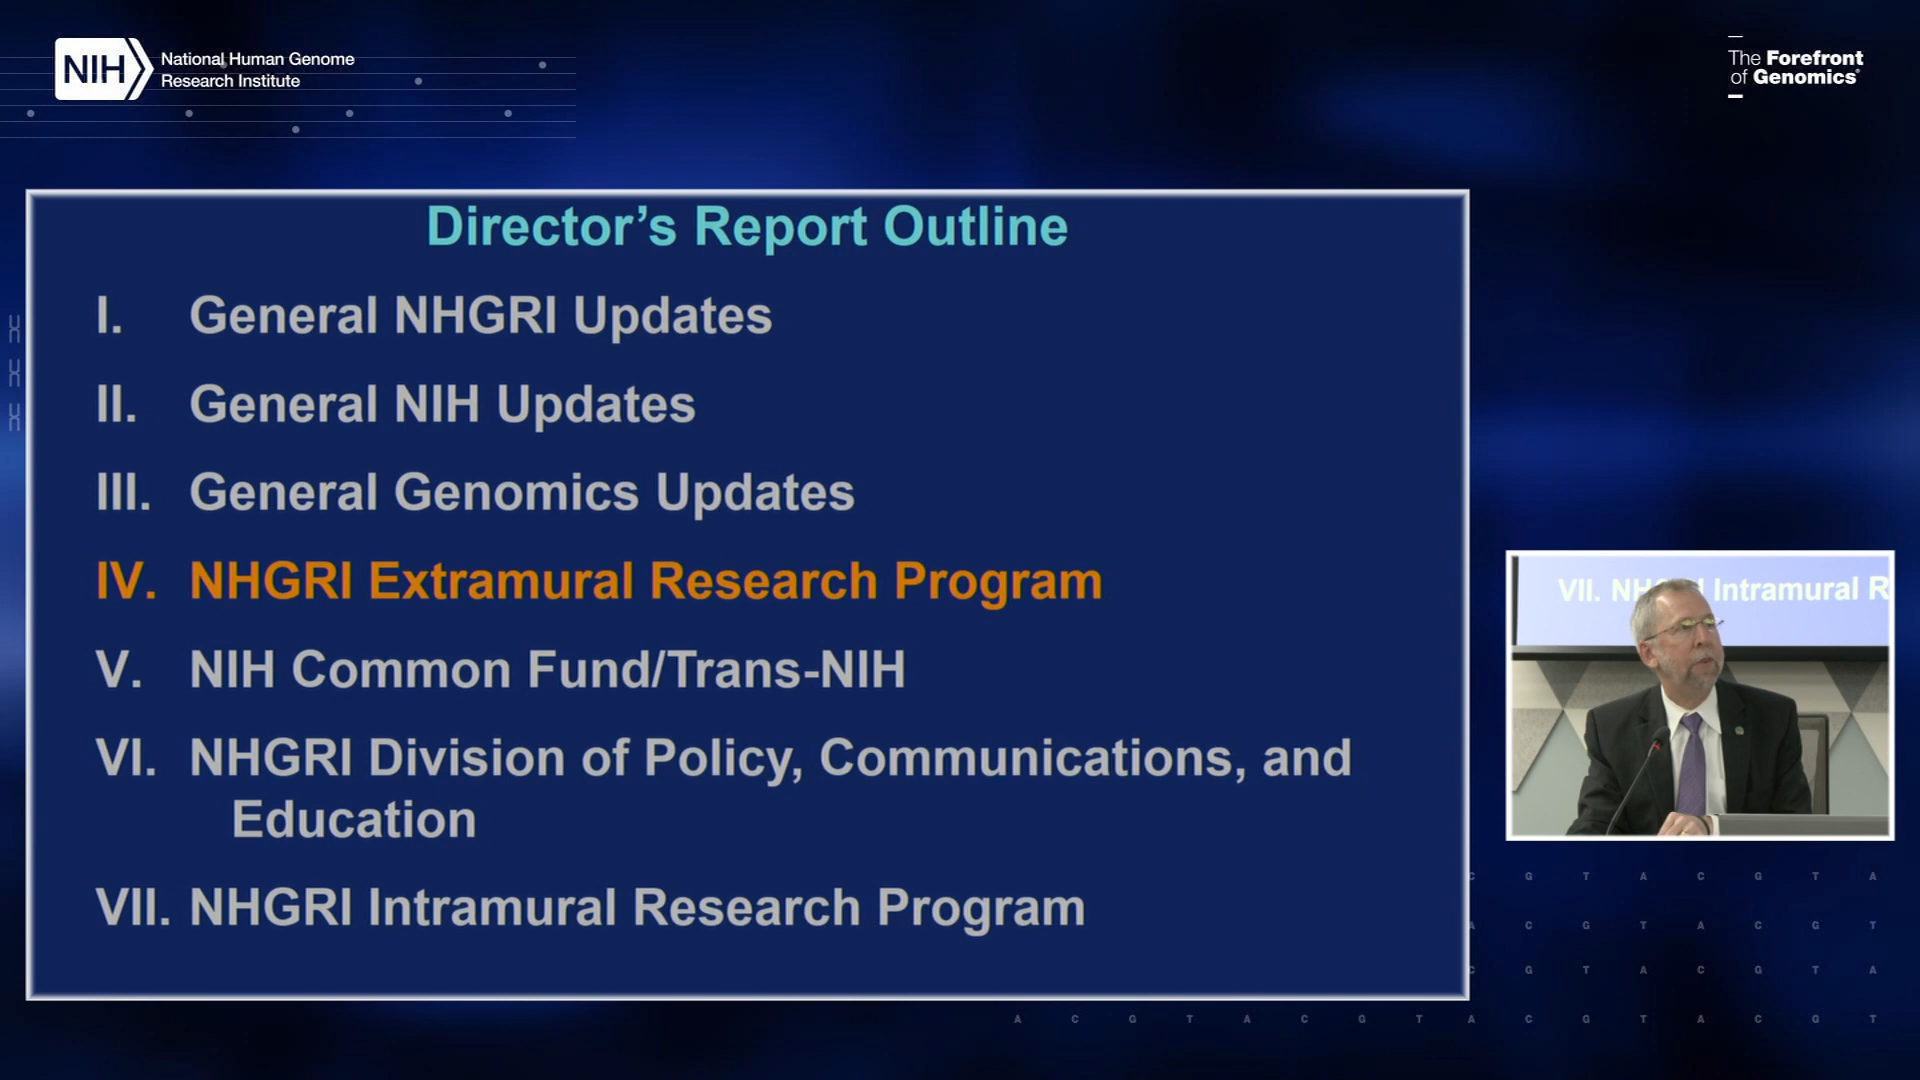 NIH
National Human Genome
Research Institute
The Forefront
of Genomics®
Director's Report Outline
I. General NHGRI Updates
II. General NIH Updates
III. General Genomics Updates
IV. NHGRI Extramural Research Program
V. NIH Common Fund/Trans-NIH
VI. NHGRI Division of Policy, Communications, and
Education
VII. NHGRI Intramural Research Program
VII. NH I Intramural R
C G T A C G T A
A C G T A C G T
C G T A C G T A
A C G T A C G T A C G T A C G T